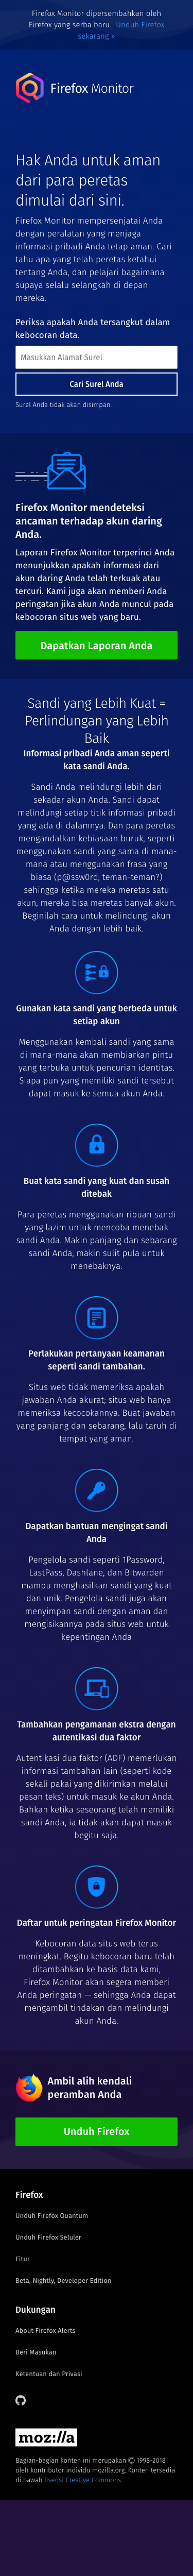 Firefox Monitor dipersembahkan oleh
Firefox yang serba baru. Unduh Firefox
sekarang »
Firefox Monitor
Hak Anda untuk aman
dari para peretas
dimulai dari sini.
Firefox Monitor mempersenjatai Anda
dengan peralatan yang menjaga
informasi pribadi Anda tetap aman. Cari
tahu apa yang telah peretas ketahui
tentang Anda, dan pelajari bagaimana
supaya selalu selangkah di depan
mereka.
Periksa apakah Anda tersangkut dalam
kebocoran data.
Masukkan Alamat Surel
Cari Surel Anda
Surel Anda tidak akan disimpan.
Firefox Monitor mendeteksi
ancaman terhadap akun daring
Anda.
Laporan Firefox Monitor terperinci Anda
menunjukkan apakah informasi dari
akun daring Anda telah terkuak atau
tercuri. Kami juga akan memberi Anda
peringatan jika akun Anda muncul pada
kebocoran situs web yang baru.
Dapatkan Laporan Anda
Sandi yang Lebih Kuat =
Perlindungan yang Lebih
Baik
Informasi pribadi Anda aman seperti
kata sandi Anda.
Sandi Anda melindungi lebih dari
sekadar akun Anda. Sandi dapat
melindungi setiap titik informasi pribadi
yang ada di dalamnya. Dan para peretas
mengandalkan kebiasaan buruk, seperti
menggunakan sandi yang sama di mana-
mana atau menggunakan frasa yang
biasa (p@ssw0rd, teman-teman?)
sehingga ketika mereka meretas satu
akun, mereka bisa meretas banyak akun.
Beginilah cara untuk melindungi akun
Anda dengan lebih baik.
Gunakan kata sandi yang berbeda untuk
setiap akun
Menggunakan kembali sandi yang sama
di mana-mana akan membiarkan pintu
yang terbuka untuk pencurian identitas.
Siapa pun yang memiliki sandi tersebut
dapat masuk ke semua akun Anda.
Buat kata sandi yang kuat dan susah
ditebak
Para peretas menggunakan ribuan sandi
yang lazim untuk mencoba menebak
sandi Anda. Makin panjang dan sembarang
sandi Anda, makin sulit pula untuk
menebaknya.
Perlakukan pertanyaan keamanan
seperti sandi tambahan.
Situs web tidak memeriksa apakah
jawaban Anda akurat; situs web hanya
memeriksa kecocokannya. Buat jawaban
yang panjang dan sebarang, lalu taruh di
tempat yang aman.
Dapatkan bantuan mengingat sandi
Anda
Pengelola sandi seperti 1Password,
LastPass, Dashlane, dan Bitwarden
mampu menghasilkan sandi yang kuat
dan unik. Pengelola sandi juga akan
menyimpan sandi dengan aman dan
mengisikannya pada situs web untuk
kepentingan Anda
Tambahkan pengamanan ekstra dengan
autentikasi dua faktor
Autentikasi dua faktor (ADF) memerlukan
informasi tambahan lain (seperti kode
sekali pakai yang dikirimkan melalui
pesan teks) untuk masuk ke akun Anda.
Bahkan ketika seseorang telah memiliki
sandi Anda, ia tidak akan dapat masuk
begitu saja.
Daftar untuk peringatan Firefox Monitor
Kebocoran data situs web terus
meningkat. Begitu kebocoran baru telah
ditambahkan ke basis data kami,
Firefox Monitor akan segera memberi
Anda peringatan — sehingga Anda dapat
mengambil tindakan dan melindungi
akun Anda.
Ambil alih kendali
peramban Anda
Unduh Firefox
Firefox
Unduh Firefox Quantum
Unduh Firefox Seluler
Fitur
Beta, Nightly, Developer Edition
Dukungan
About Firefox Alerts
Beri Masukan
Ketentuan dan Privasi
moz://a
Bagian-bagian konten ini merupakan © 1998-2018
oleh kontributor individu mozilla.org. Konten tersedia
di bawah lisensi Creative Commons.